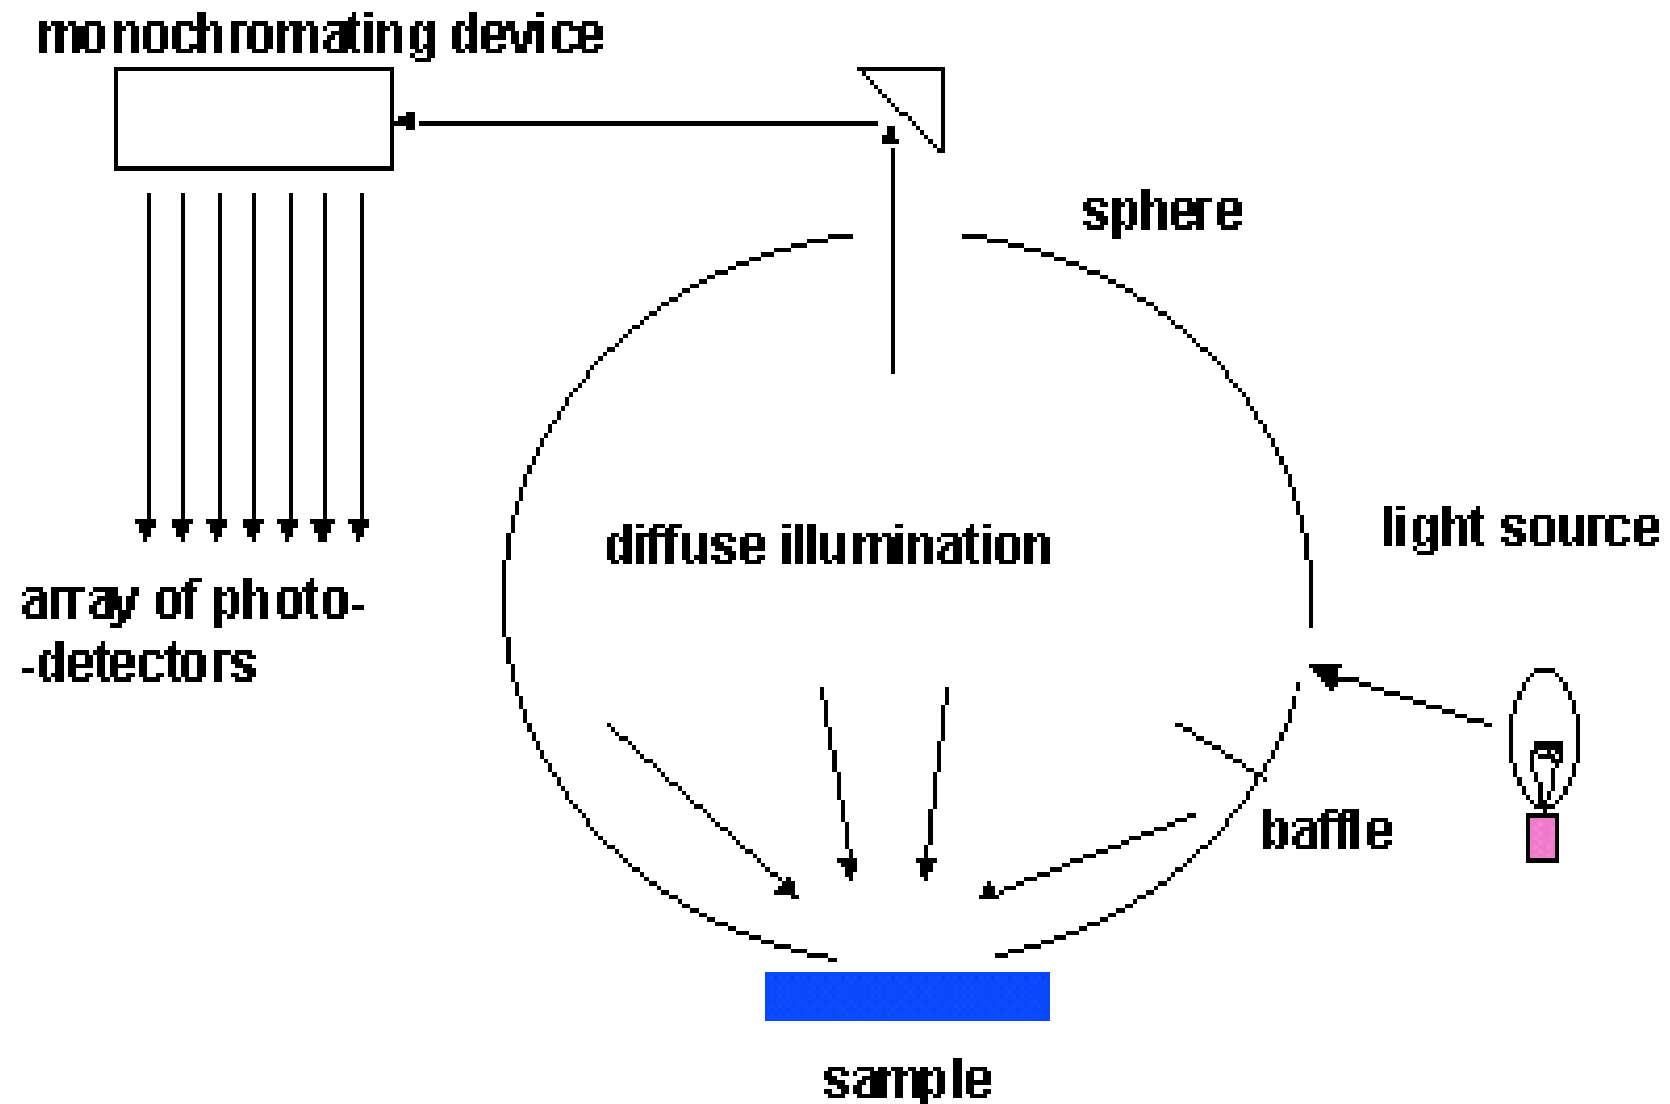 monochromating device
sphere
light source
diffuse illumination
array of photo-
-detectors
baffle
sample